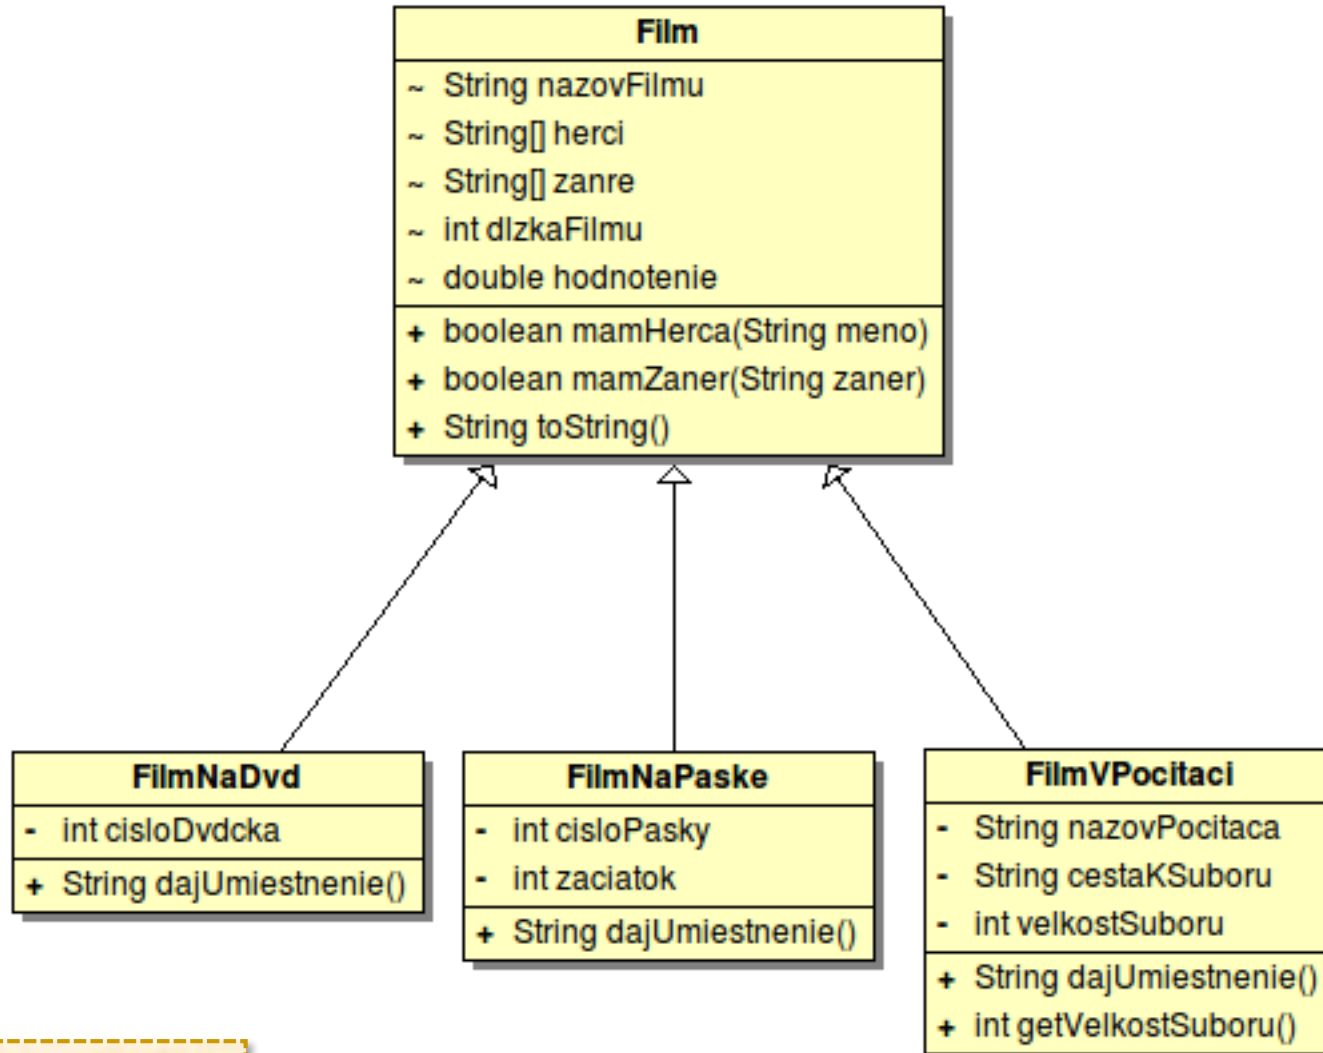 Film
~ String nazovFilmu
~ String[] herci
~ String[] zanre
~ int dlzkaFilmu
~ double hodnotenie
+ boolean mamHerca(String meno)
+ boolean mamZaner(String zaner)
+ String toString()
FilmNaDvd
- int cisloDvdcka
+ String dajUmiestnenie()
FilmNaPaske
- int cisloPasky
- int zaciatok
+ String dajUmiestnenie()
FilmVPocitaci
- String nazovPocitaca
- String cestaKSuboru
- int velkostSuboru
+ String dajUmiestnenie()
+ int getVelkostSuboru()